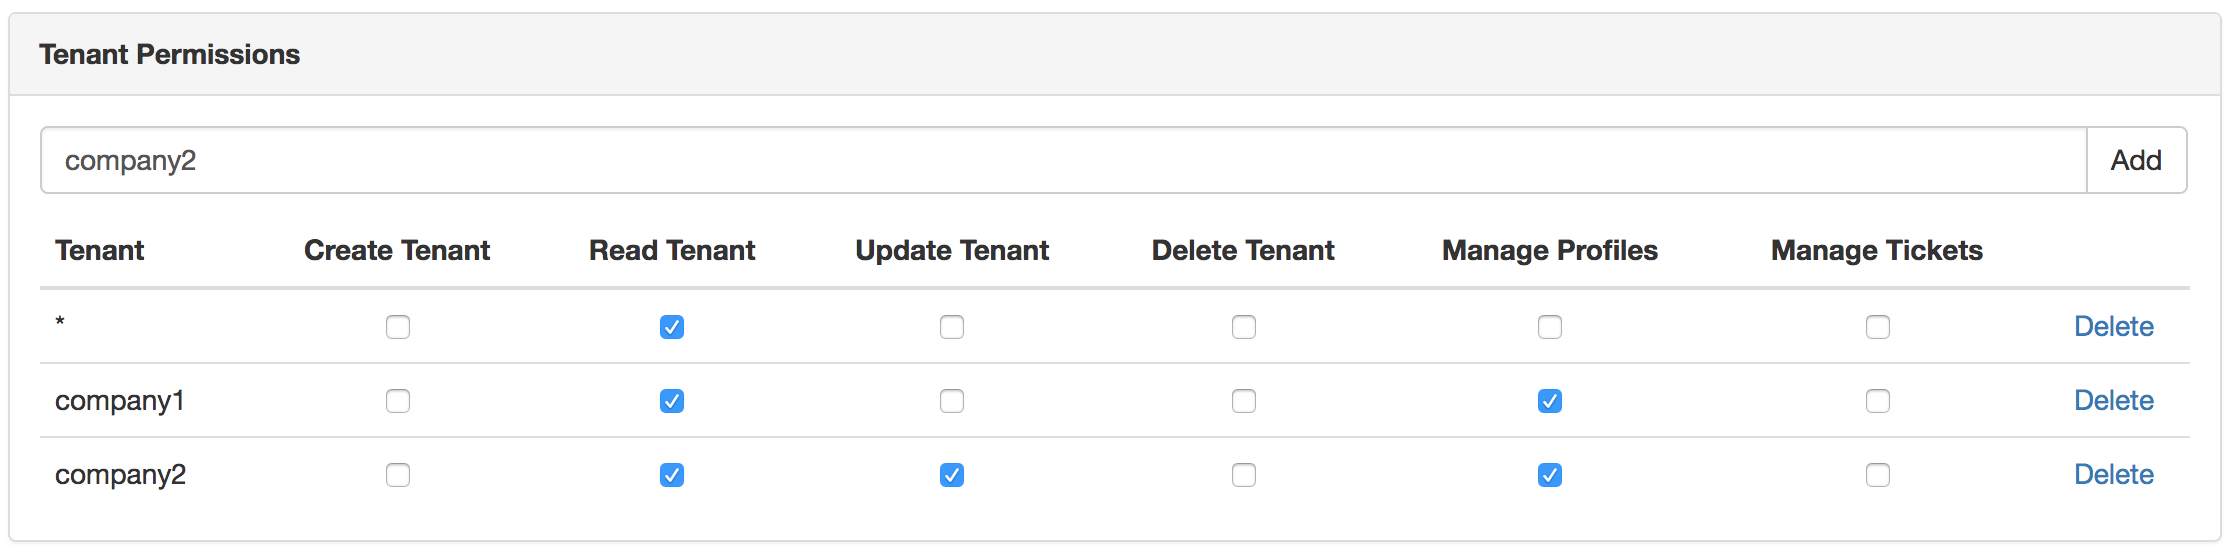 Tenant Permissions
company2 Add
Tenant Create Tenant Read Tenant Update Tenant Delete Tenant Manage Profiles Manage Tickets
* Delete
company1 Delete
company2 Delete